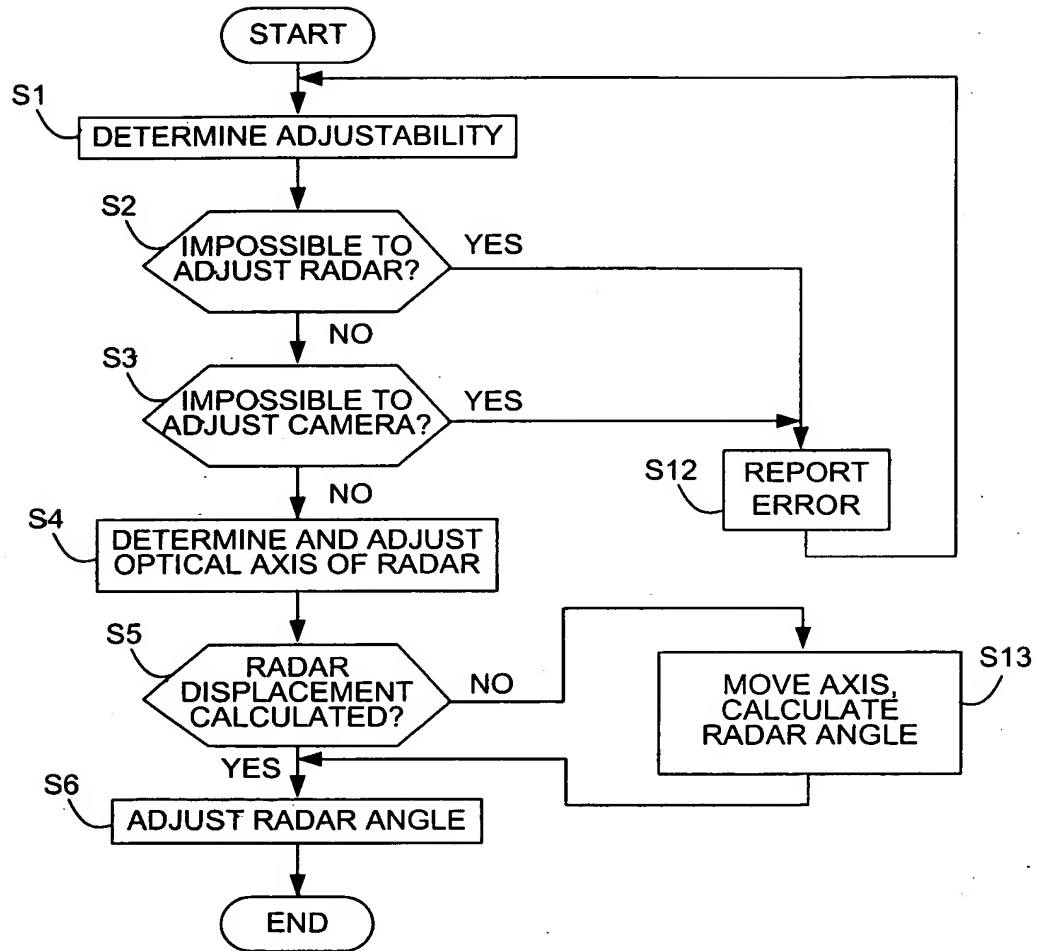 START
S1
DETERMINE ADJUSTABILITY
S2
IMPOSSIBLE TO
ADJUST RADAR?
YES
NO
S3
IMPOSSIBLE TO
ADJUST CAMERA?
YES
NO
S12
REPORT
ERROR
S4
DETERMINE AND ADJUST
OPTICAL AXIS OF RADAR
S5
RADAR
DISPLACEMENT
CALCULATED?
NO
YES
S13
MOVE AXIS,
CALCULATE
RADAR ANGLE
S6
ADJUST RADAR ANGLE
END